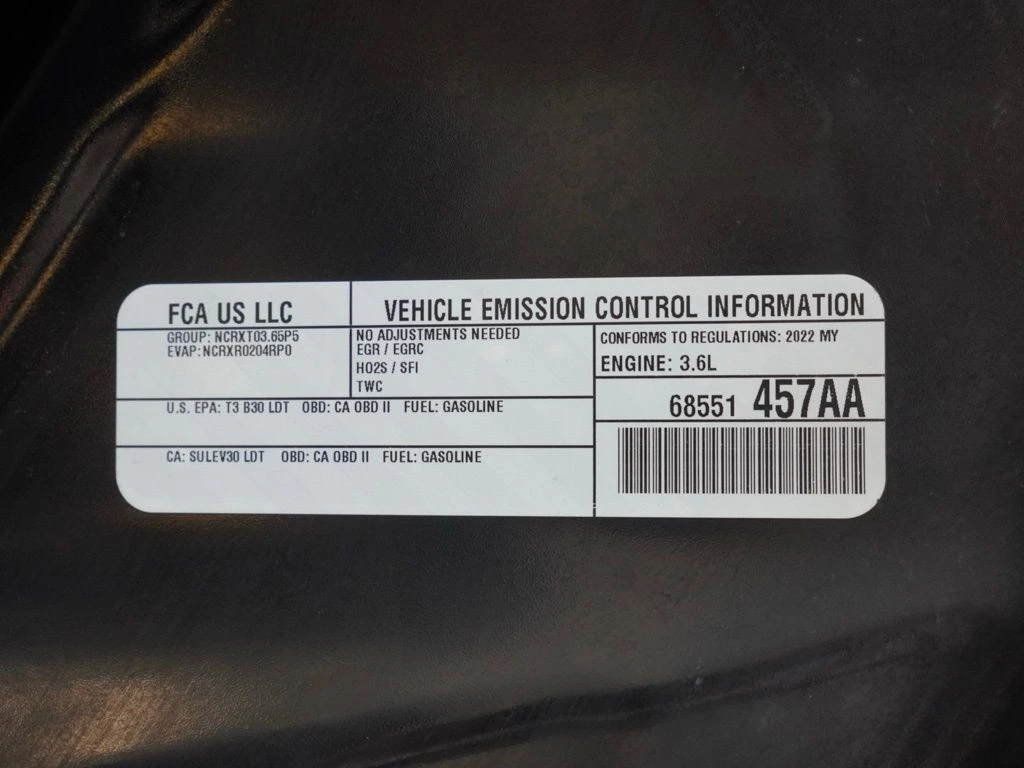 FCA US LLC
VEHICLE EMISSION CONTROL INFORMATION
GROUP: NCRXT03.65P5
EVAP: NCRXR0204RP0
NO ADJUSTMENTS NEEDED
EGR / EGRC
HO2S / SFI
TWC
CONFORMS TO REGULATIONS: 2022 MY
ENGINE: 3.6L
68551 457AA
U.S. EPA: T3 B30 LDT OBD: CA OBD II FUEL: GASOLINE
CA: SULEV30 LDT OBD: CA OBD II FUEL: GASOLINE